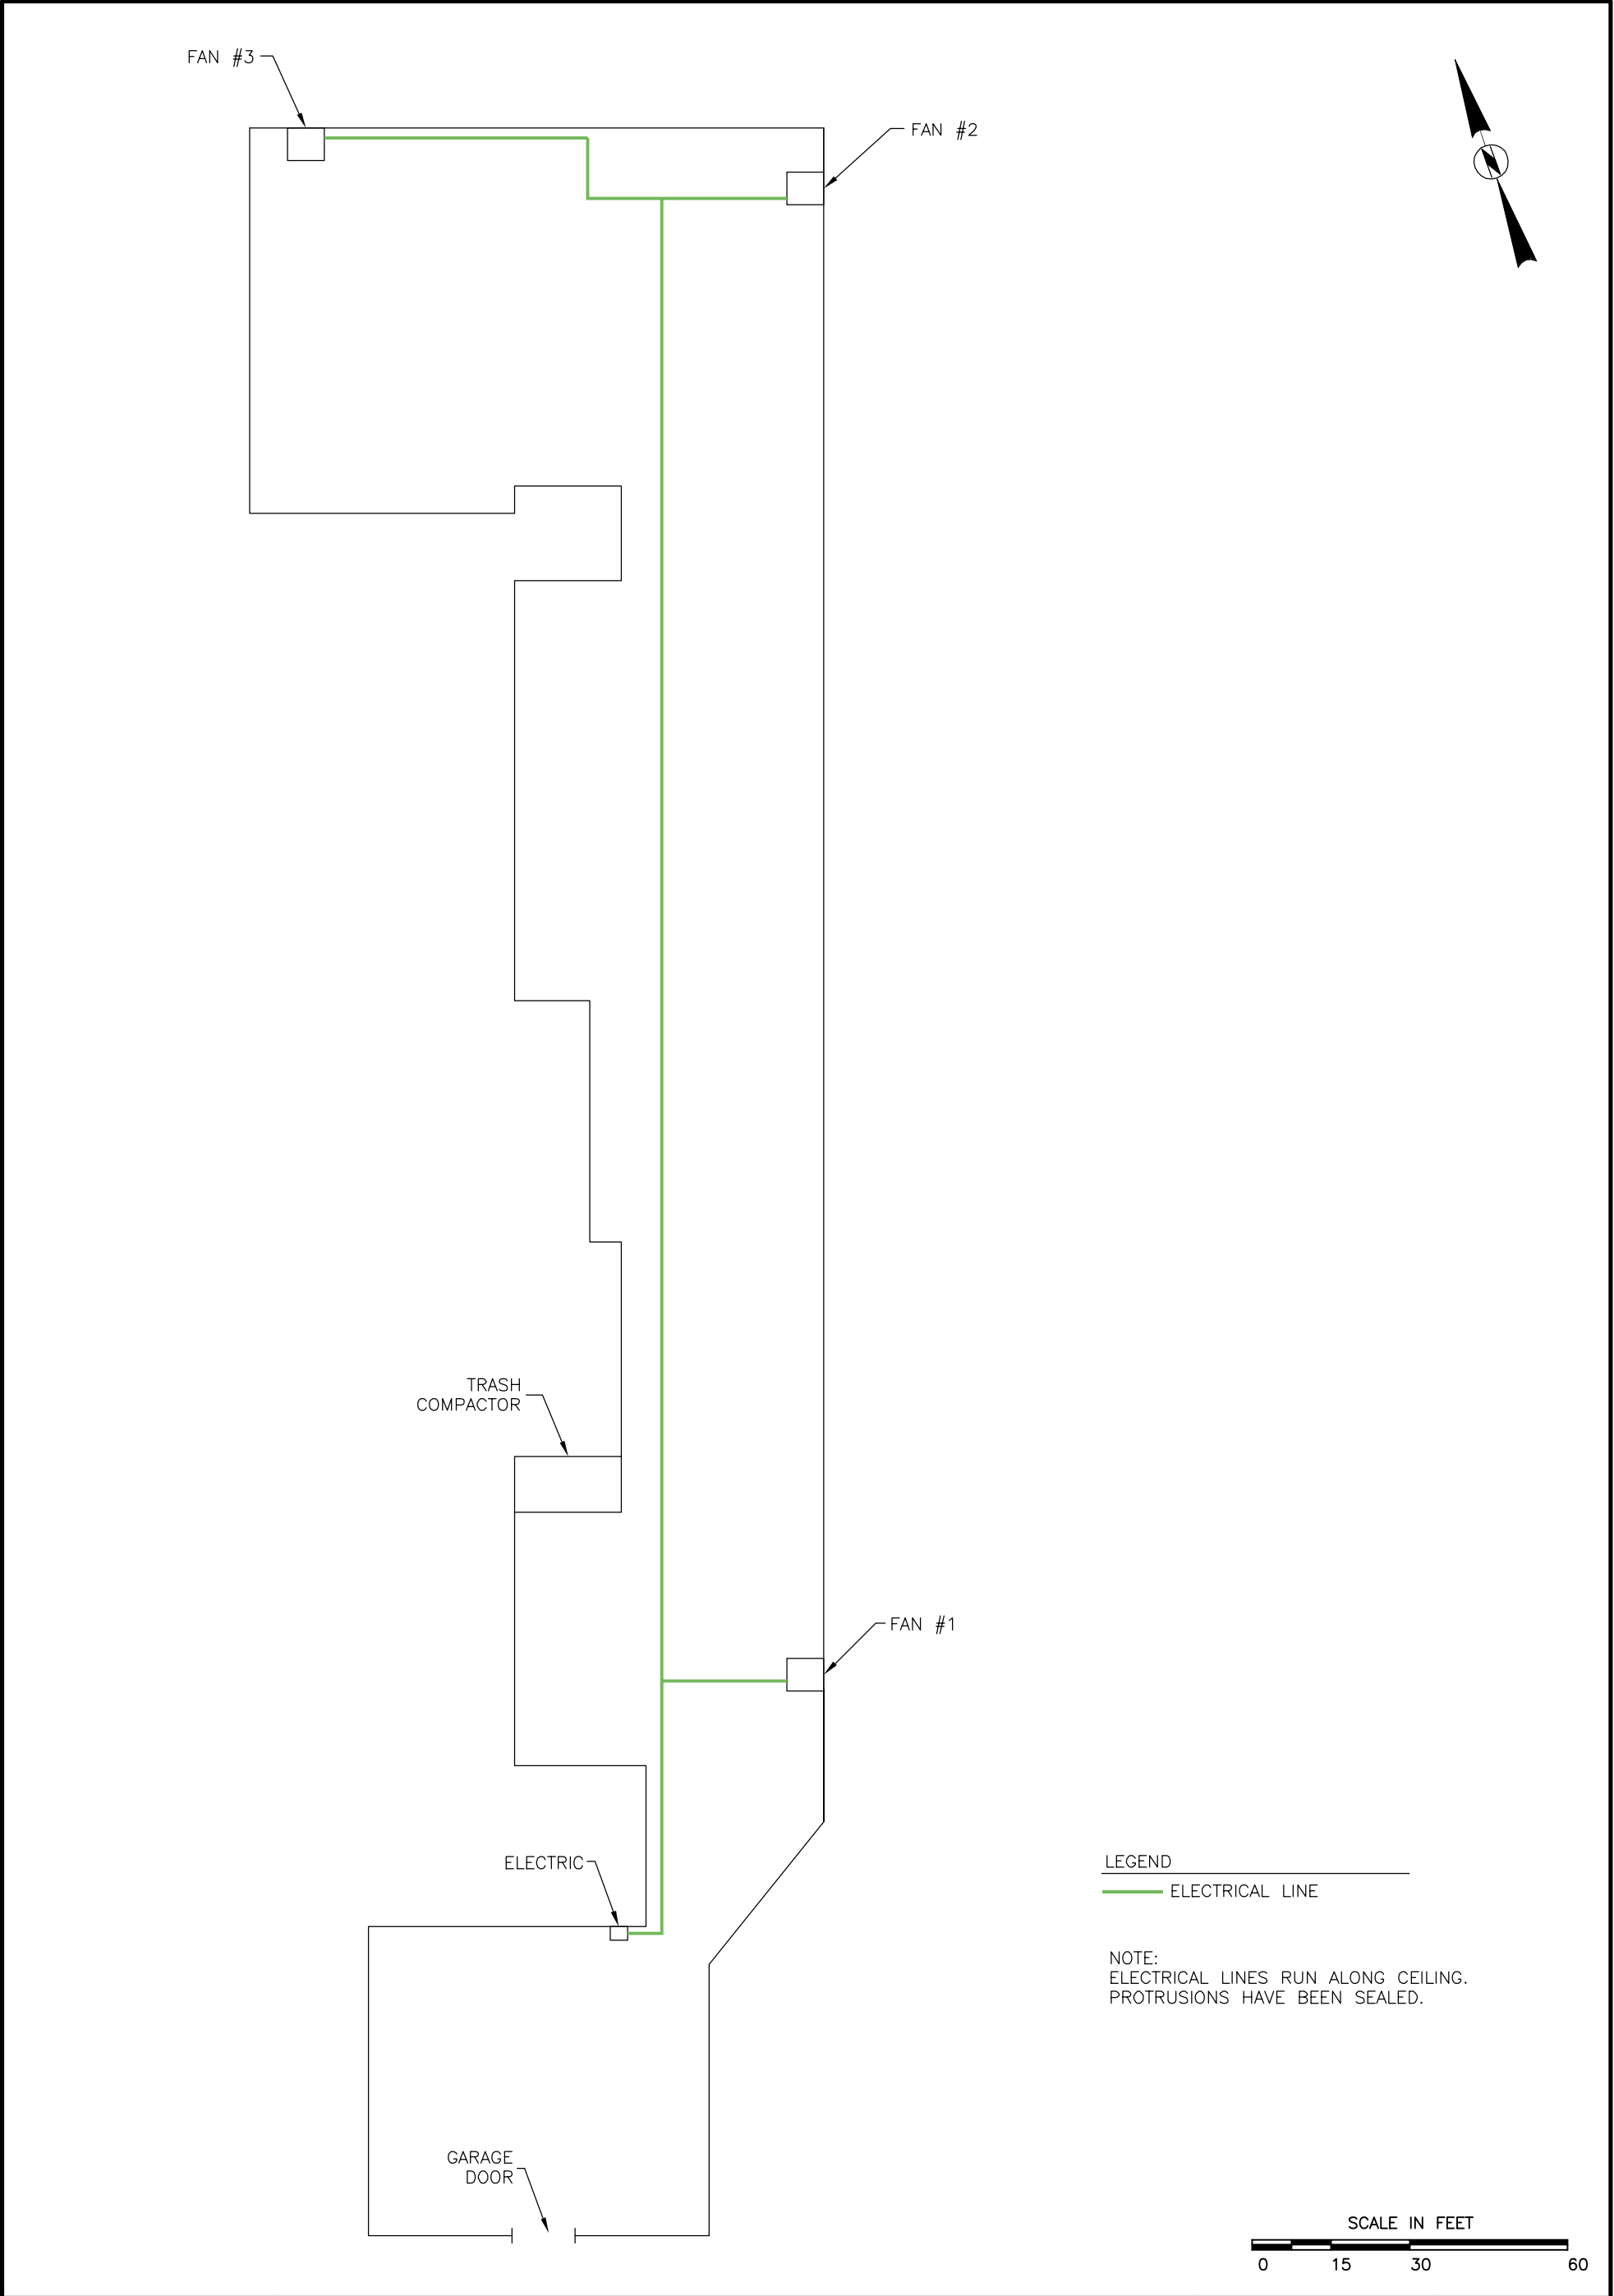 FAN #3
FAN #2
TRASH
COMPACTOR
FAN #1
ELECTRIC
LEGEND
ELECTRICAL LINE
NOTE:
ELECTRICAL LINES RUN ALONG CEILING.
PROTRUSIONS HAVE BEEN SEALED.
GARAGE
DOOR
SCALE IN FEET
0 15 30 60